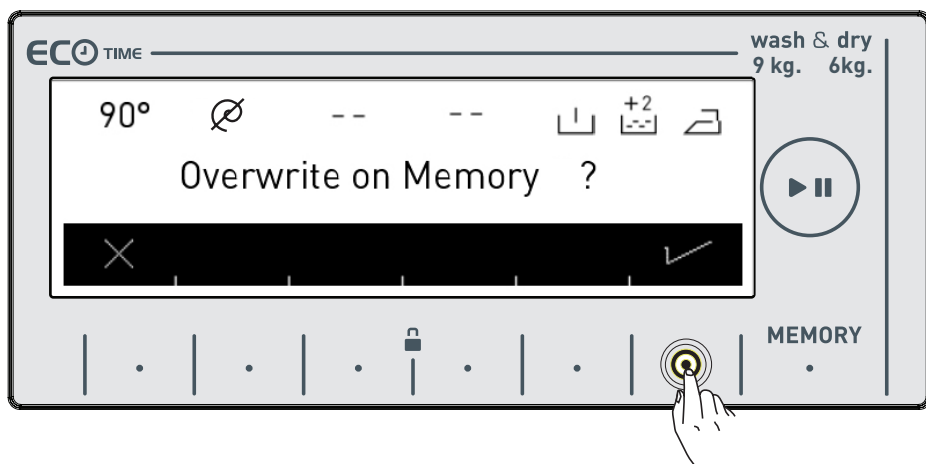 ECO TIME
wash & dry
9 kg. 6kg.
90° -- -- +2
Overwrite on Memory ?
MEMORY